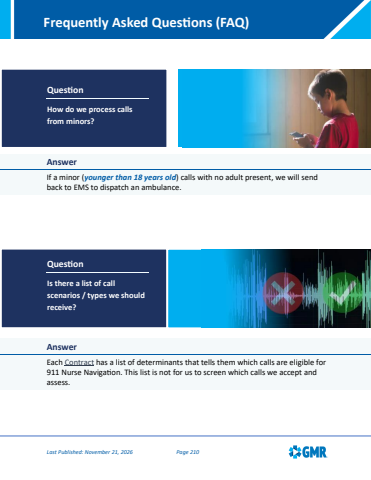 Frequently Asked Questions (FAQ)
Question
How do we process calls
from minors?
Answer
If a minor (younger than 18 years old) calls with no adult present, we will send
back to EMS to dispatch an ambulance.
Question
Is there a list of call
scenarios / types we should
receive?
Answer
Each Contract has a list of determinants that tells them which calls are eligible for
911 Nurse Navigation. This list is not for us to screen which calls we accept and
assess.
Last Published: November 21, 2026 Page 210
GMR